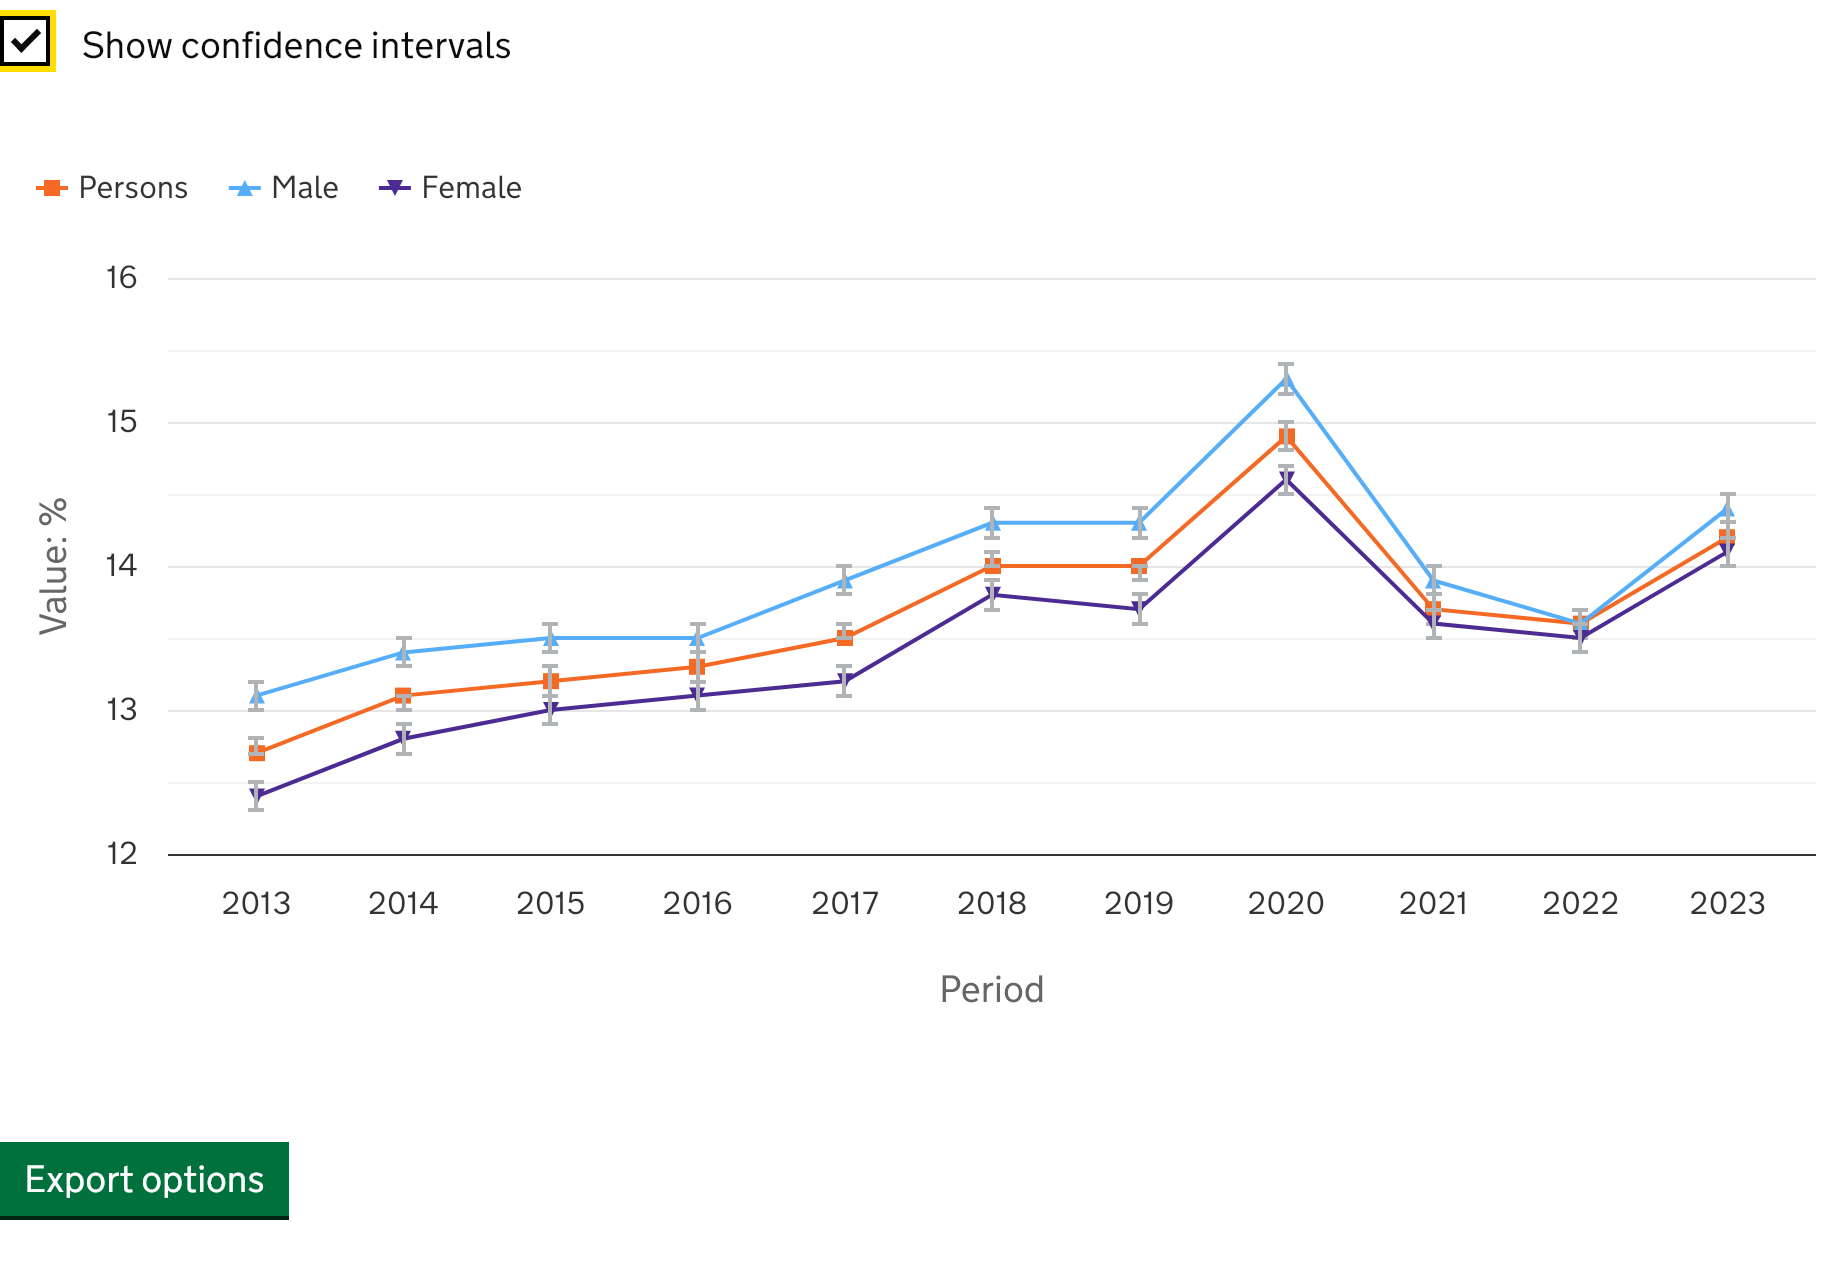 Show confidence intervals
Persons Male Female
16
15
14
13
12
Value: %
2013 2014 2015 2016 2017 2018 2019 2020 2021 2022 2023
Period
Export options